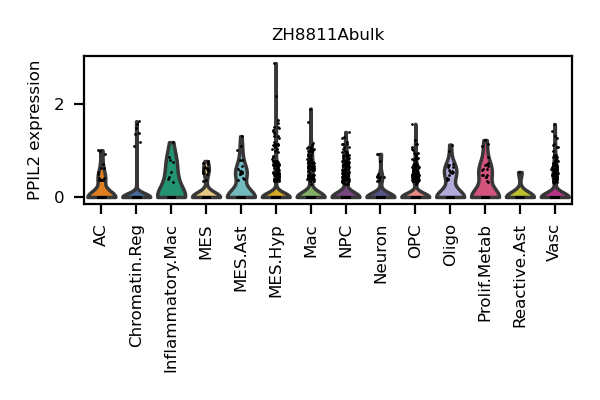 ZH8811Abulk
PPIL2 expression
2
0
AC
Chromatin.Reg
Inflammatory.Mac
MES
MES.Ast
MES.Hyp
Mac
NPC
Neuron
OPC
Oligo
Prolif.Metab
Reactive.Ast
Vasc